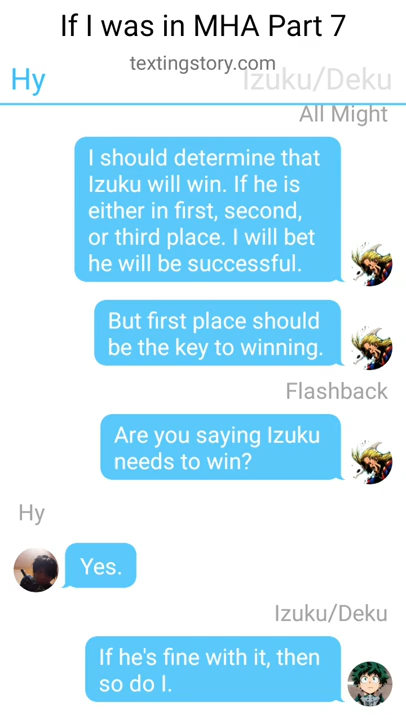 If I was in MHA Part 7
textingstory.com
Hy
Izuku/Deku
All Might
I should determine that
Izuku will win. If he is
either in first, second,
or third place. I will bet
he will be successful.
But first place should
be the key to winning.
Flashback
Are you saying Izuku
needs to win?
Hy
Yes.
Izuku/Deku
If he's fine with it, then
so do I.